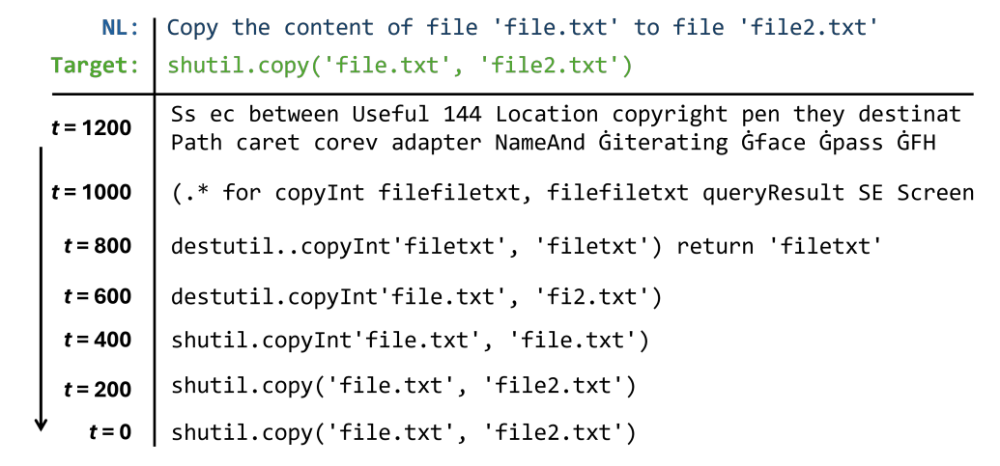 NL: Copy the content of file 'file.txt' to file 'file2.txt'
Target: shutil.copy('file.txt', 'file2.txt')
t = 1200 Ss ec between Useful 144 Location copyright pen they destinat
Path caret corev adapter NameAnd Ġiterating Ġface Ġpass ĠFH
t = 1000 (.* for copyInt filefiletxt, filefiletxt queryResult SE Screen
t = 800 destutil..copyInt'filetxt', 'filetxt') return 'filetxt'
t = 600 destutil.copyInt'file.txt', 'fi2.txt')
t = 400 shutil.copyInt'file.txt', 'file.txt')
t = 200 shutil.copy('file.txt', 'file2.txt')
t = 0 shutil.copy('file.txt', 'file2.txt')